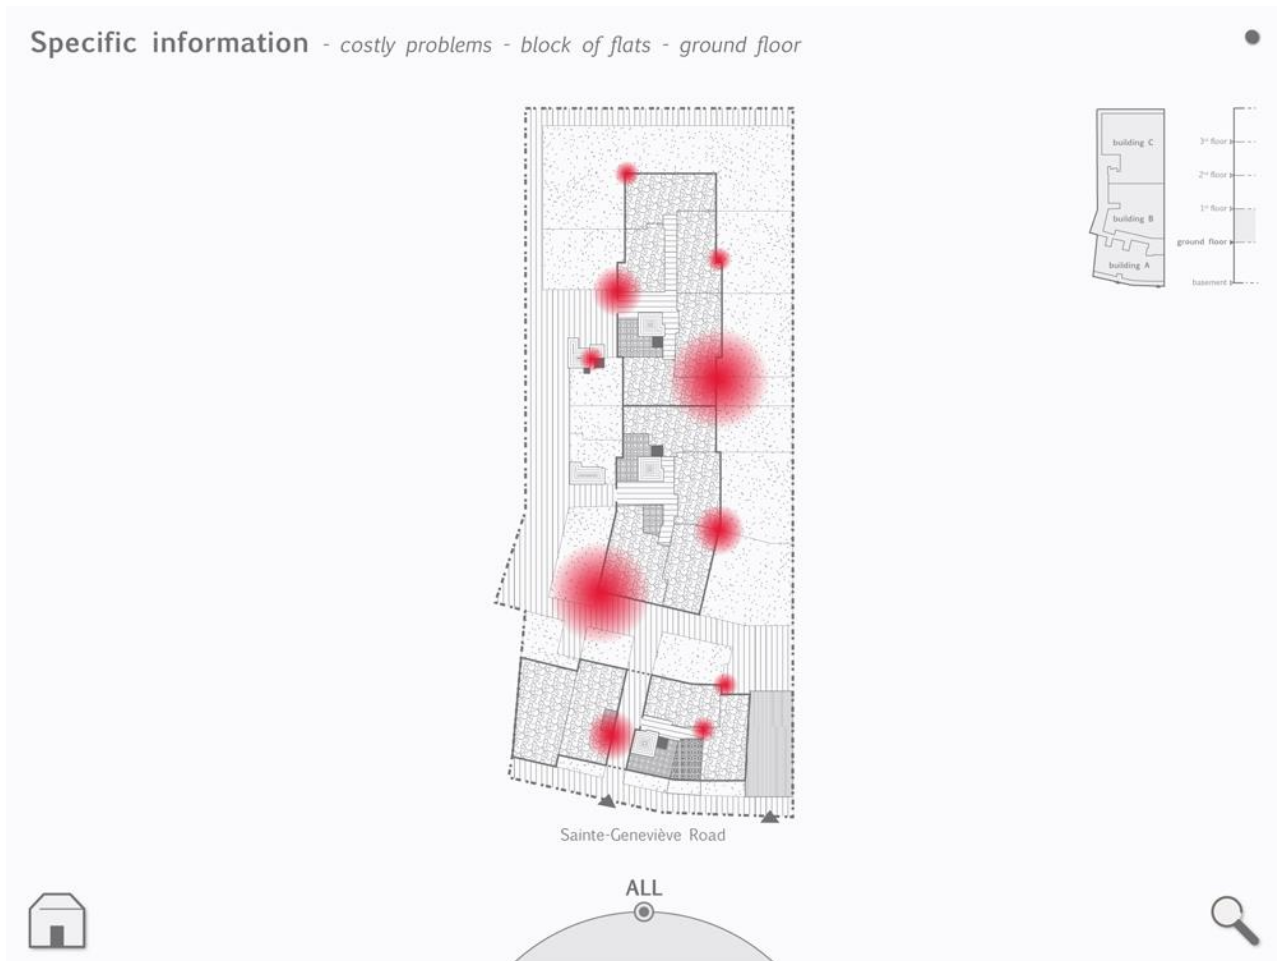 Specific information - costly problems - block of flats - ground floor
building C
3rd floor
2nd floor
1st floor
building B
ground floor
building A
basement
Sainte-Geneviève Road
ALL